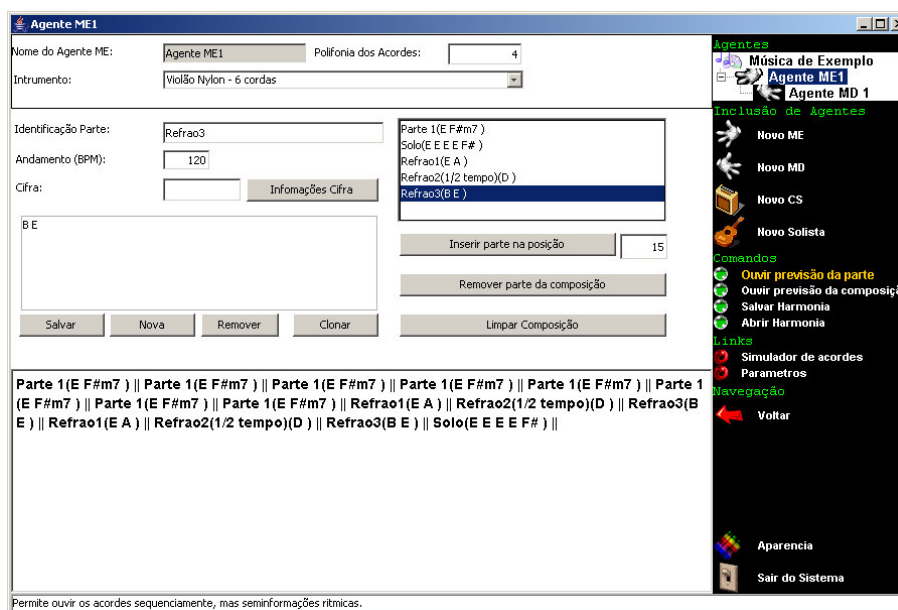 Agente ME1
Nome do Agente ME:
Agente ME1
Polifonia dos Acordes:
4
Intrumento:
Violão Nylon - 6 cordas
Identificação Parte:
Refrao3
Andamento (BPM):
120
Cifra:
Infomações Cifra
B E
Salvar
Nova
Remover
Clonar
Parte 1(E F#m7 )
Solo(E E E E F# )
Refrao1(E A )
Refrao2(1/2 tempo)(D )
Refrao3(B E )
Inserir parte na posição
15
Remover parte da composição
Limpar Composição
Parte 1(E F#m7 ) || Parte 1(E F#m7 ) || Parte 1(E F#m7 ) || Parte 1(E F#m7 ) || Parte 1(E F#m7 ) || Parte 1
(E F#m7 ) || Parte 1(E F#m7 ) || Parte 1(E F#m7 ) || Refrao1(E A ) || Refrao2(1/2 tempo)(D ) || Refrao3(B
E ) || Refrao1(E A ) || Refrao2(1/2 tempo)(D ) || Refrao3(B E ) || Solo(E E E E F# ) ||
Permite ouvir os acordes sequenciamente, mas seminformações ritmicas.
Agentes
Música de Exemplo
Agente ME1
Agente MD 1
Inclusão de Agentes
Novo ME
Novo MD
Novo CS
Novo Solista
Comandos
Ouvir previsão da parte
Ouvir previsão da composiçã
Salvar Harmonia
Abrir Harmonia
Links
Simulador de acordes
Parametros
Navegação
Voltar
Aparencia
Sair do Sistema